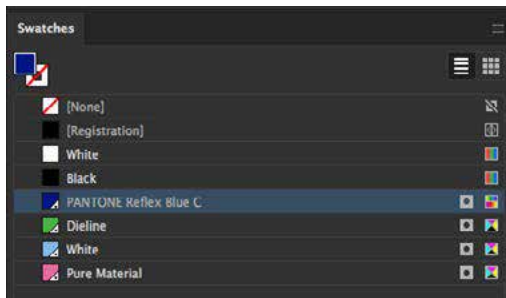 Swatches
[None]
[Registration]
White
Black
PANTONE Reflex Blue C
Dieline
White
Pure Material